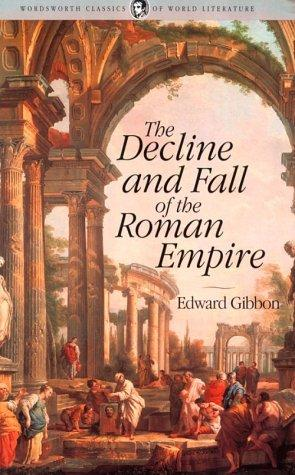 WORDSWORTH CLASSICS OF WORLD LITERATURE
The
Decline
and Fall
of the
Roman
Empire
Edward Gibbon